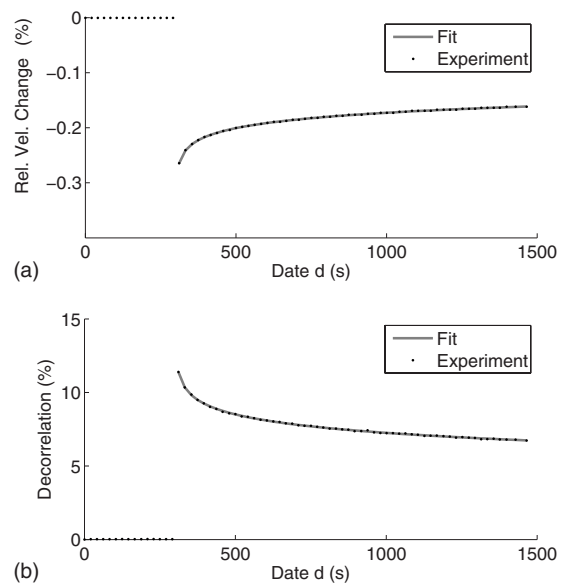 0
−0.1
−0.2
−0.3
Rel. Vel. Change (%)
Fit
Experiment
0
500
1000
1500
(a)
Date d (s)
15
10
5
0
Decorrelation (%)
Fit
Experiment
0
500
1000
1500
(b)
Date d (s)